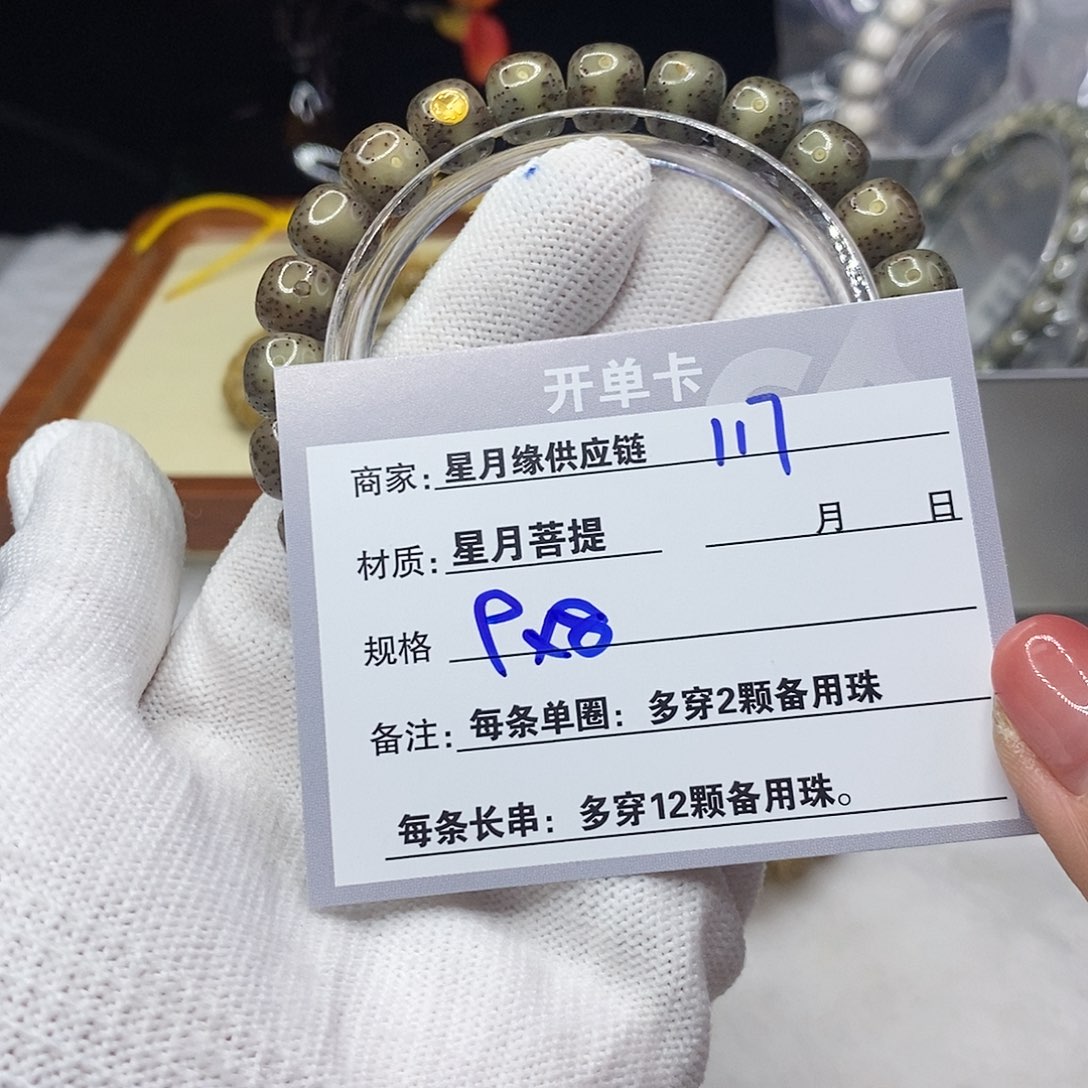 开单卡
商家：星月缘供应链 117
材质：星月菩提 月 日
规格 9x8
备注：每条单圈：多穿2颗备用珠
每条长串：多穿12颗备用珠。